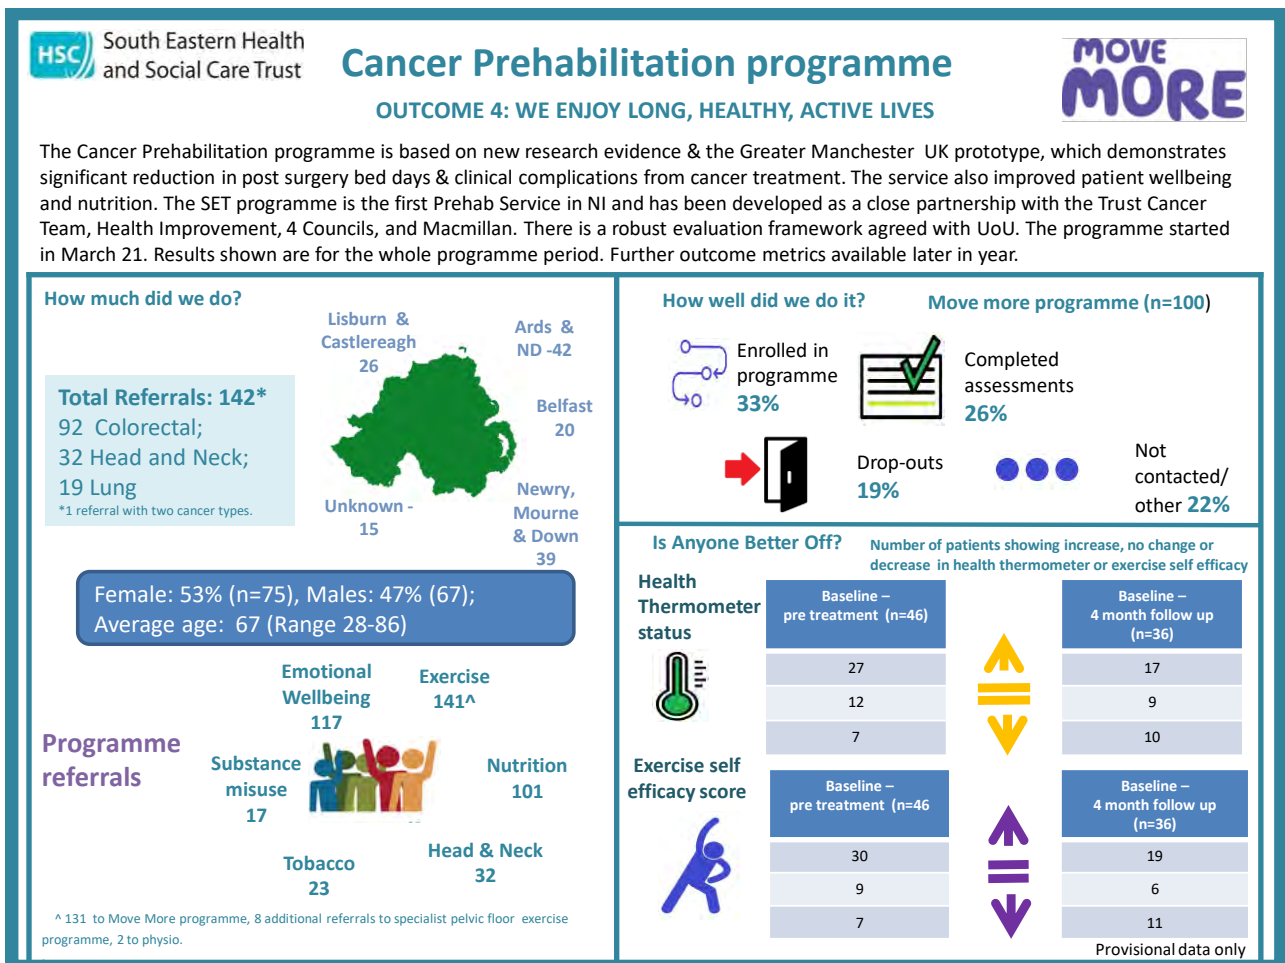 HSC
South Eastern Health
and Social Care Trust
Cancer Prehabilitation programme
OUTCOME 4: WE ENJOY LONG, HEALTHY, ACTIVE LIVES
MOVE
MORE
The Cancer Prehabilitation programme is based on new research evidence & the Greater Manchester UK prototype, which demonstrates
significant reduction in post surgery bed days & clinical complications from cancer treatment. The service also improved patient wellbeing
and nutrition. The SET programme is the first Prehab Service in NI and has been developed as a close partnership with the Trust Cancer
Team, Health Improvement, 4 Councils, and Macmillan. There is a robust evaluation framework agreed with UoU. The programme started
in March 21. Results shown are for the whole programme period. Further outcome metrics available later in year.
How much did we do?
Lisburn &
Castlereagh
26
Ards &
ND -42
Total Referrals: 142*
92 Colorectal;
32 Head and Neck;
19 Lung
*1 referral with two cancer types.
Belfast
20
Unknown -
15
Newry,
Mourne
& Down
39
Female: 53% (n=75), Males: 47% (67);
Average age: 67 (Range 28-86)
Programme
referrals
Emotional
Wellbeing
117
Exercise
141^
Substance
misuse
17
Nutrition
101
Tobacco
23
Head & Neck
32
^ 131 to Move More programme, 8 additional referrals to specialist pelvic floor exercise
programme, 2 to physio.
How well did we do it?
Move more programme (n=100)
Enrolled in
programme
33%
Completed
assessments
26%
Drop-outs
19%
Not
contacted/
other 22%
Is Anyone Better Off?
Number of patients showing increase, no change or
decrease in health thermometer or exercise self efficacy
Health
Thermometer
status
Baseline –
pre treatment (n=46)
27
12
7
Baseline –
4 month follow up
(n=36)
17
9
10
Exercise self
efficacy score
Baseline –
pre treatment (n=46
30
9
7
Baseline –
4 month follow up
(n=36)
19
6
11
Provisional data only